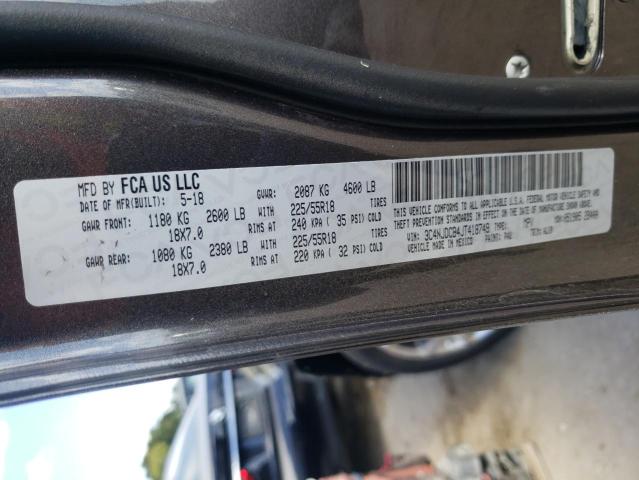 MFD BY FCA US LLC GVWR: 2087 KG 4600 LB
DATE OF MFR(BUILT): 5-18
GAWR FRONT: 1180 KG 2600 LB WITH 225/55R18 TIRES
18X7.0 RIMS AT 240 KPA ( 35 PSI) COLD
GAWR REAR: 1080 KG 2380 LB WITH 225/55R18 TIRES
18X7.0 RIMS AT 220 KPA ( 32 PSI) COLD
THIS VEHICLE CONFORMS TO ALL APPLICABLE U.S.A. FEDERAL MOTOR VEHICLE SAFETY AND
THEFT PREVENTION STANDARDS IN EFFECT ON THE DATE OF MANUFACTURE SHOWN ABOVE.
VIN: 3C4NJDCB4JT418749 TYPE: MPV
MADE IN MEXICO PAINT: PAU